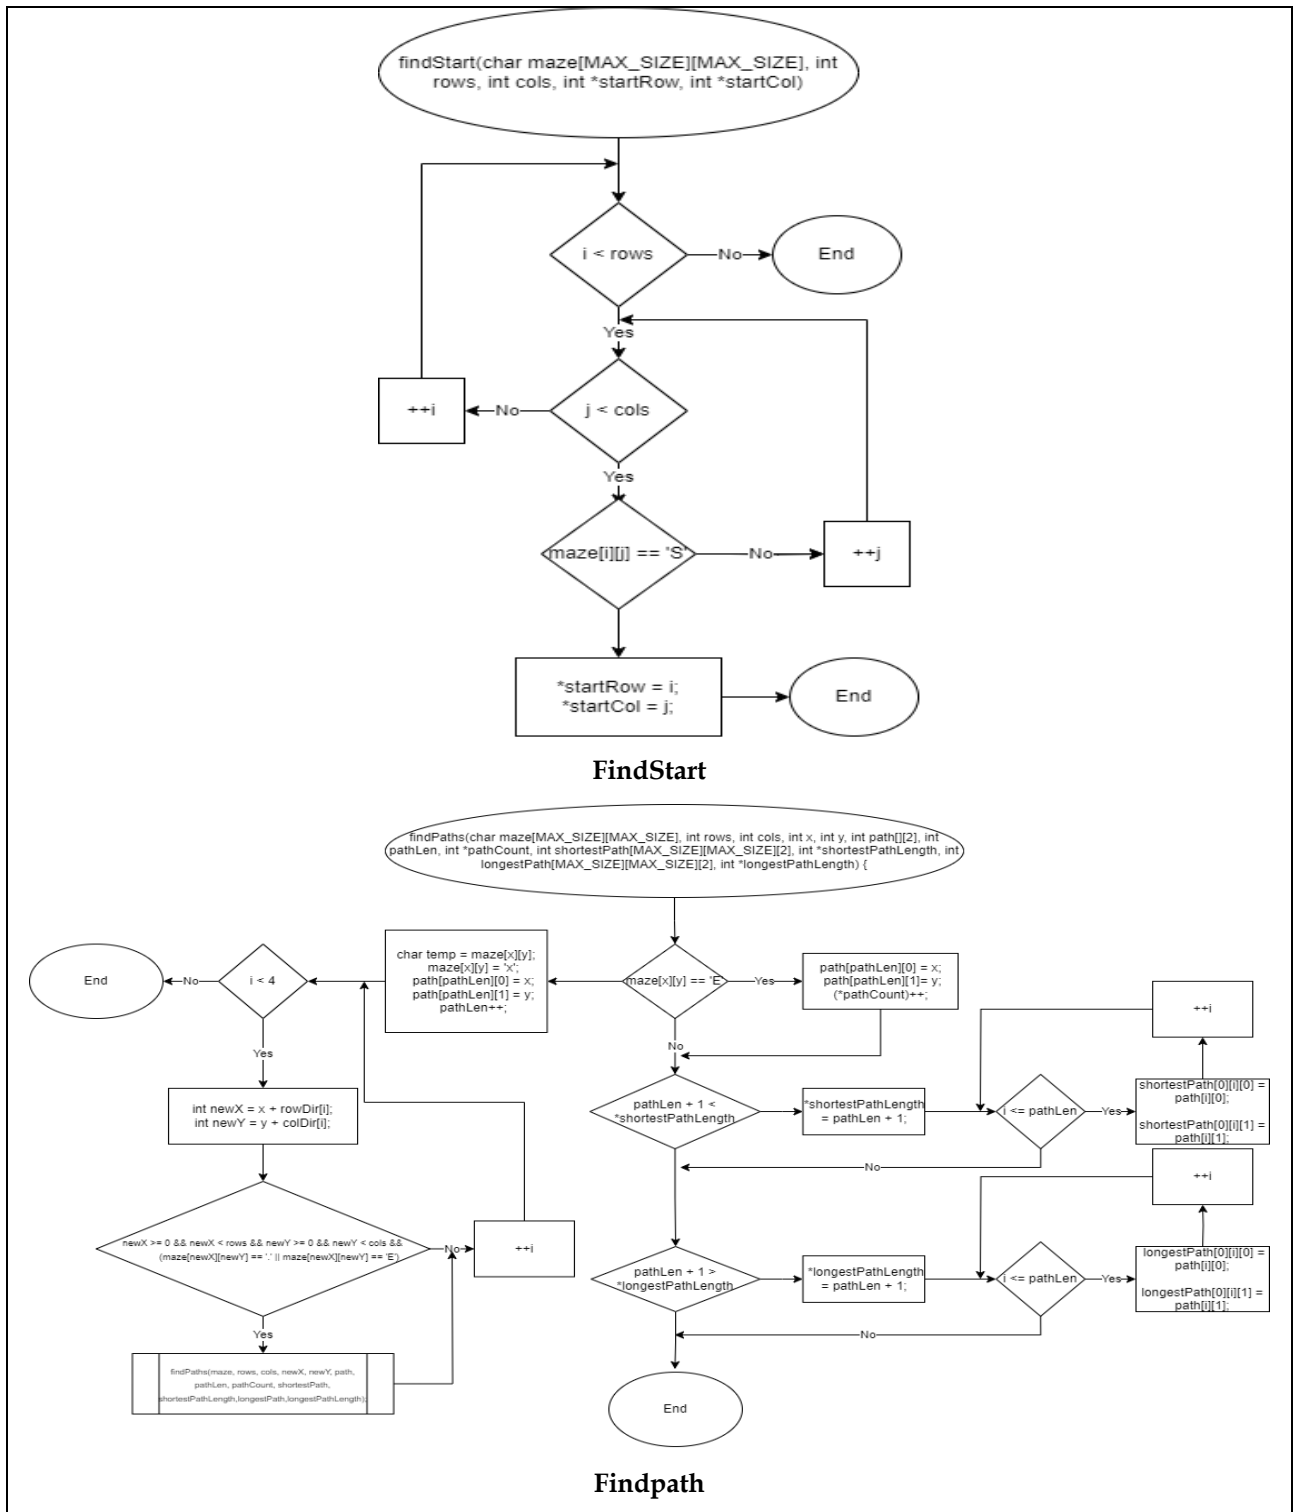 findStart(char maze[MAX_SIZE][MAX_SIZE], int
rows, int cols, int *startRow, int *startCol)
i < rows
No
End
Yes
++i
No
j < cols
Yes
maze[i][j] == 'S'
No
++j
*startRow = i;
*startCol = j;
End
FindStart
findPaths(char maze[MAX_SIZE][MAX_SIZE], int rows, int cols, int x, int y, int path[][2], int
pathLen, int *pathCount, int shortestPath[MAX_SIZE][MAX_SIZE][2], int *shortestPathLength, int
longestPath[MAX_SIZE][MAX_SIZE][2], int *longestPathLength) {
End
No
i < 4
char temp = maze[x][y];
maze[x][y] = 'x';
path[pathLen][0] = x;
path[pathLen][1] = y;
pathLen++;
maze[x][y] == 'E'
Yes
path[pathLen][0] = x;
path[pathLen][1]= y;
(*pathCount)++;
++i
Yes
No
int newX = x + rowDir[i];
int newY = y + colDir[i];
pathLen + 1 <
*shortestPathLength
*shortestPathLength
= pathLen + 1;
i <= pathLen
Yes
shortestPath[0][i][0] =
path[i][0];
shortestPath[0][i][1] =
path[i][1];
No
++i
newX >= 0 && newX < rows && newY >= 0 && newY < cols &&
(maze[newX][newY] == '.' || maze[newX][newY] == 'E')
No
++i
pathLen + 1 >
*longestPathLength
*longestPathLength
= pathLen + 1;
i <= pathLen
Yes
longestPath[0][i][0] =
path[i][0];
longestPath[0][i][1] =
path[i][1];
Yes
No
findPaths(maze, rows, cols, newX, newY, path,
pathLen, pathCount, shortestPath,
shortestPathLength,longestPath,longestPathLength);
End
Findpath